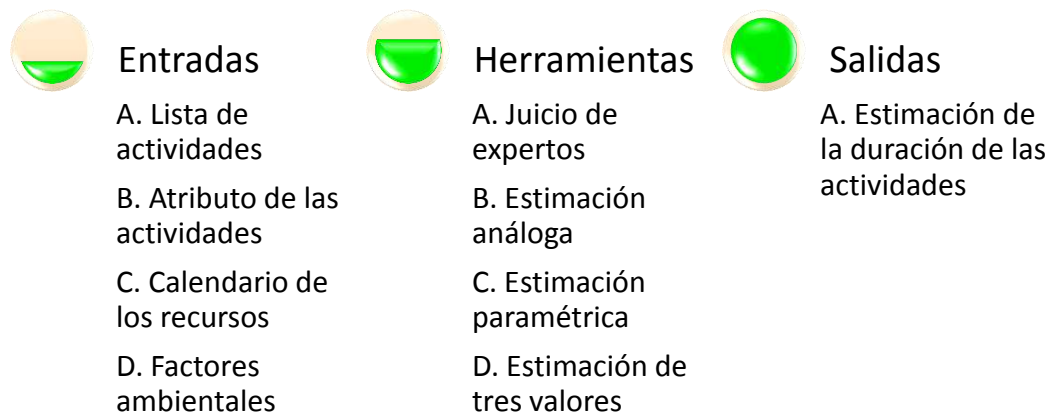 Entradas
A. Lista de
actividades
B. Atributo de las
actividades
C. Calendario de
los recursos
D. Factores
ambientales
Herramientas
A. Juicio de
expertos
B. Estimación
análoga
C. Estimación
paramétrica
D. Estimación de
tres valores
Salidas
A. Estimación de
la duración de las
actividades